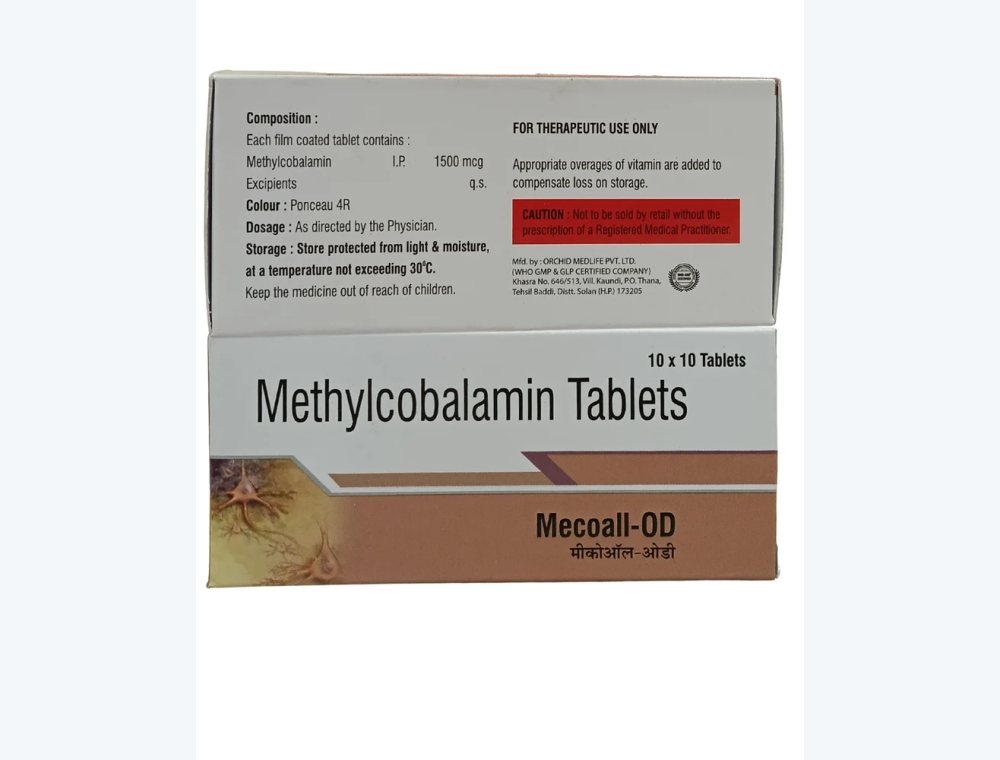 Composition :
Each film coated tablet contains :
Methylcobalamin I.P. 1500 mcg
Excipients q.s.
Colour : Ponceau 4R
Dosage : As directed by the Physician.
Storage : Store protected from light & moisture,
at a temperature not exceeding 30°C.
Keep the medicine out of reach of children.
FOR THERAPEUTIC USE ONLY
Appropriate overages of vitamin are added to
compensate loss on storage.
CAUTION : Not to be sold by retail without the
prescription of a Registered Medical Practitioner.
Mfd. by : ORCHID MEDLIFE PVT. LTD.
(WHO GMP & GLP CERTIFIED COMPANY)
Khasra No. 646/513, Vill. Kaundi, P.O. Thana,
Tehsil Baddi, Distt. Solan (H.P.) 173205
10 x 10 Tablets
Methylcobalamin Tablets
Mecoall-OD
मीकोऑल-ओडी